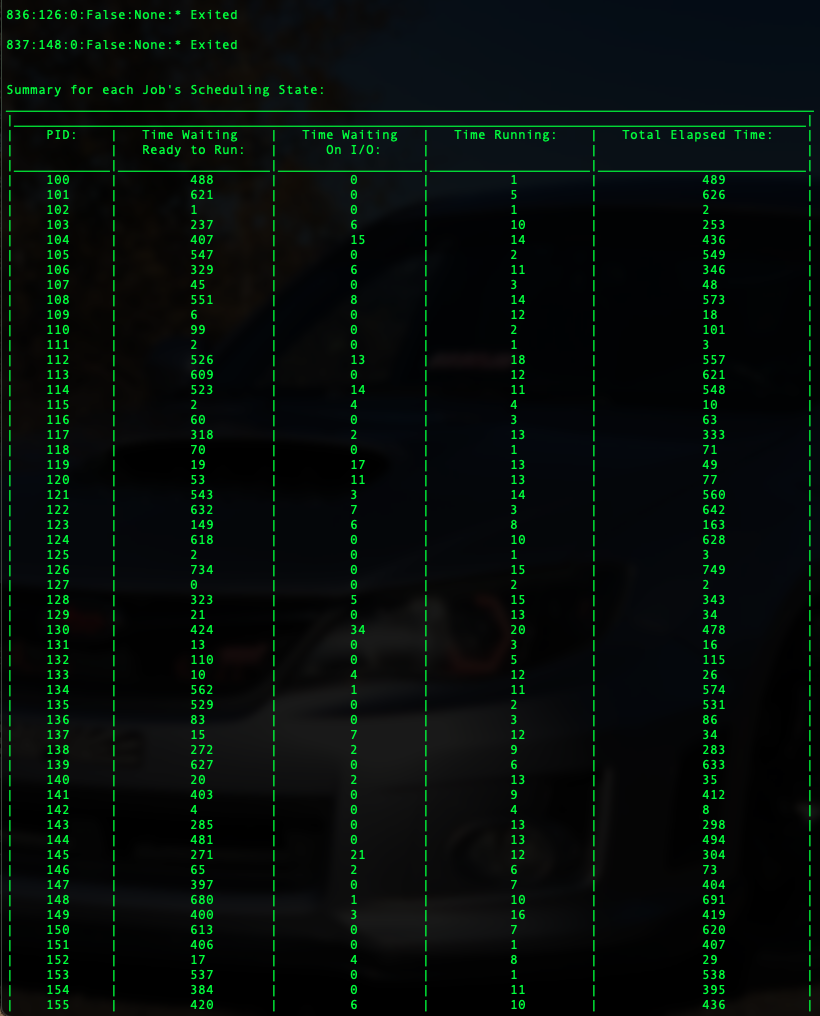 836:126:0:False:None:* Exited
837:148:0:False:None:* Exited
Summary for each Job's Scheduling State:
PID: | Time Waiting | Time Waiting | Time Running: | Total Elapsed Time:
Ready to Run: | On I/O:
100 | 488 | 0 | 1 | 489
101 | 621 | 0 | 5 | 626
102 | 1 | 0 | 1 | 2
103 | 237 | 6 | 10 | 253
104 | 407 | 15 | 14 | 436
105 | 547 | 0 | 2 | 549
106 | 329 | 6 | 11 | 346
107 | 45 | 0 | 3 | 48
108 | 551 | 8 | 14 | 573
109 | 6 | 0 | 12 | 18
110 | 99 | 0 | 2 | 101
111 | 2 | 0 | 1 | 3
112 | 526 | 13 | 18 | 557
113 | 609 | 0 | 12 | 621
114 | 523 | 14 | 11 | 548
115 | 2 | 4 | 4 | 10
116 | 60 | 0 | 3 | 63
117 | 318 | 2 | 13 | 333
118 | 70 | 0 | 1 | 71
119 | 19 | 17 | 13 | 49
120 | 53 | 11 | 13 | 77
121 | 543 | 3 | 14 | 560
122 | 632 | 7 | 3 | 642
123 | 149 | 6 | 8 | 163
124 | 618 | 0 | 10 | 628
125 | 2 | 0 | 1 | 3
126 | 734 | 0 | 15 | 749
127 | 0 | 0 | 2 | 2
128 | 323 | 5 | 15 | 343
129 | 21 | 0 | 13 | 34
130 | 424 | 34 | 20 | 478
131 | 13 | 0 | 3 | 16
132 | 110 | 0 | 5 | 115
133 | 10 | 4 | 12 | 26
134 | 562 | 1 | 11 | 574
135 | 529 | 0 | 2 | 531
136 | 83 | 0 | 3 | 86
137 | 15 | 7 | 12 | 34
138 | 272 | 2 | 9 | 283
139 | 627 | 0 | 6 | 633
140 | 20 | 2 | 13 | 35
141 | 403 | 0 | 9 | 412
142 | 4 | 0 | 4 | 8
143 | 285 | 0 | 13 | 298
144 | 481 | 0 | 13 | 494
145 | 271 | 21 | 12 | 304
146 | 65 | 2 | 6 | 73
147 | 397 | 0 | 7 | 404
148 | 680 | 1 | 10 | 691
149 | 400 | 3 | 16 | 419
150 | 613 | 0 | 7 | 620
151 | 406 | 0 | 1 | 407
152 | 17 | 4 | 8 | 29
153 | 537 | 0 | 1 | 538
154 | 384 | 0 | 11 | 395
155 | 420 | 6 | 10 | 436